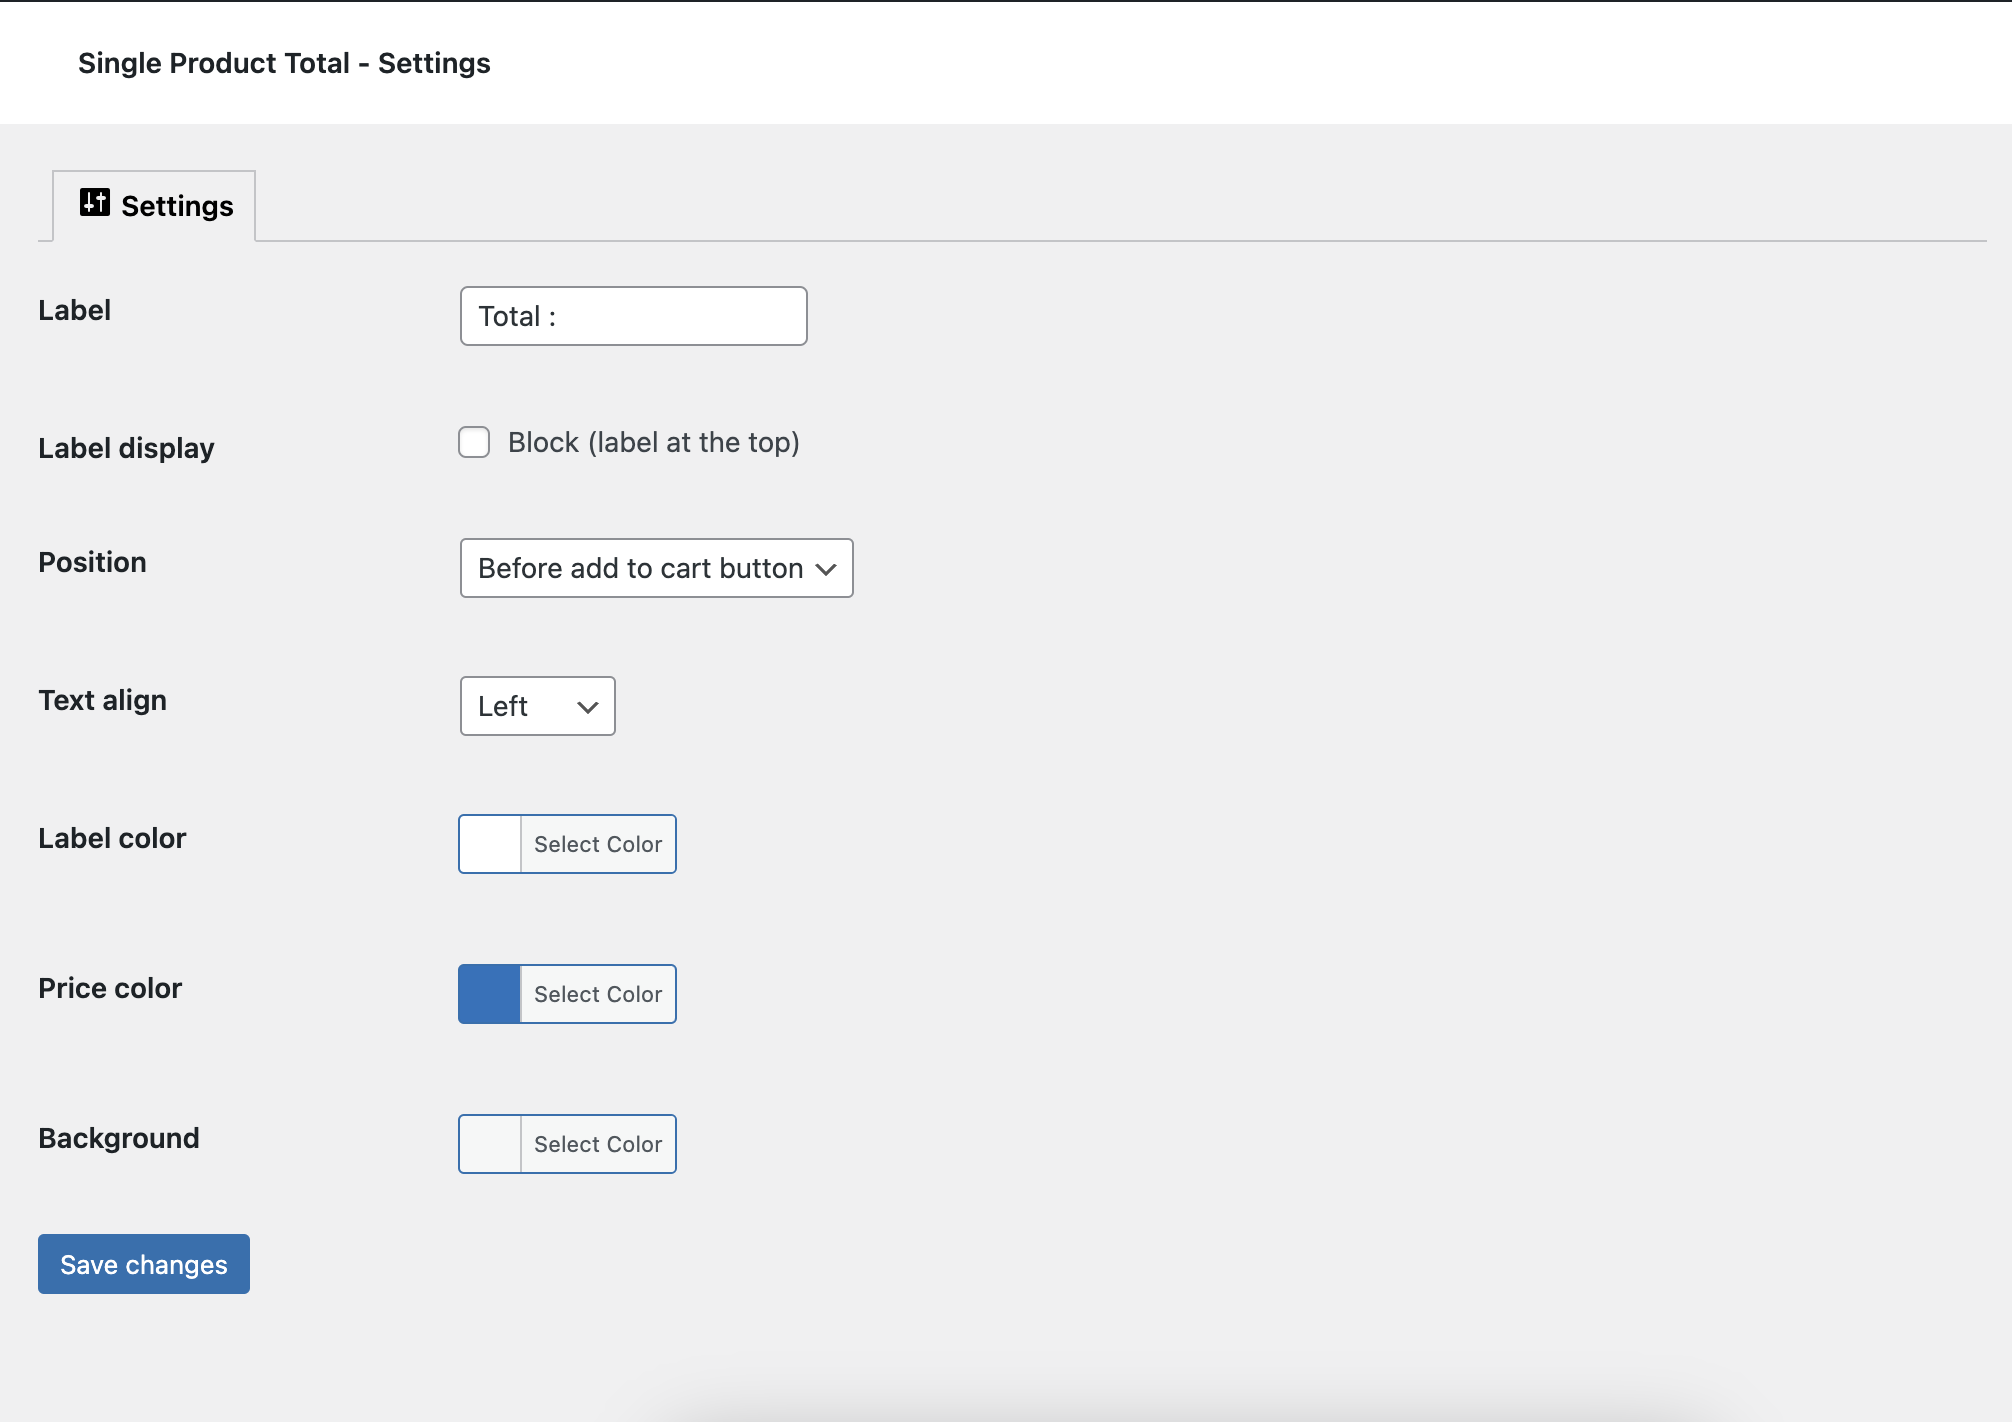 Single Product Total - Settings
Settings
Label
Total :
Label display
Block (label at the top)
Position
Before add to cart button
Text align
Left
Label color
Select Color
Price color
Select Color
Background
Select Color
Save changes